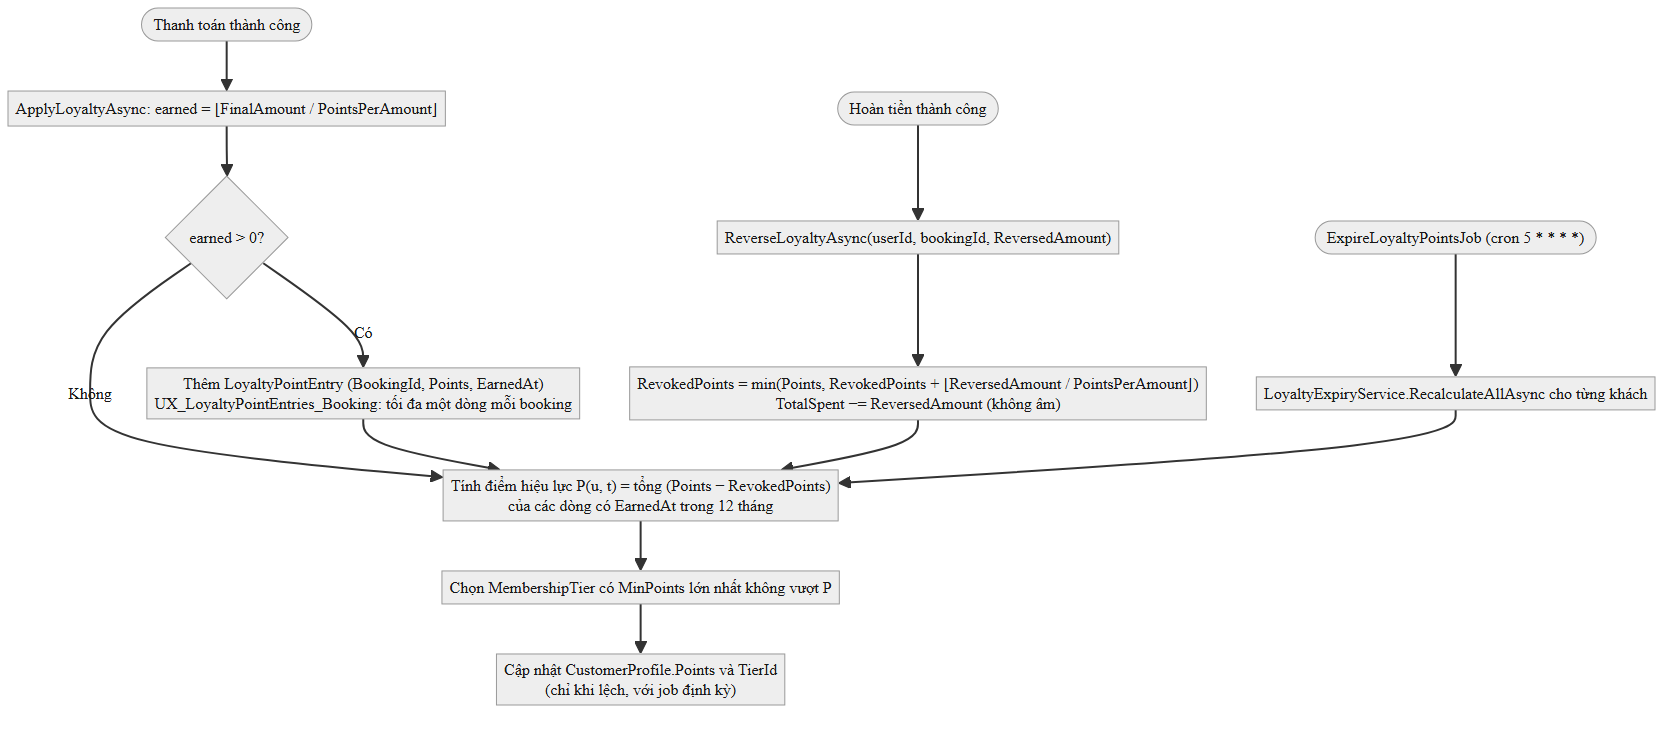 Thanh toán thành công
ApplyLoyaltyAsync: earned = ⌊FinalAmount / PointsPerAmount⌋
earned > 0?
Có
Không
Thêm LoyaltyPointEntry (BookingId, Points, EarnedAt)
UX_LoyaltyPointEntries_Booking: tối đa một dòng mỗi booking
Hoàn tiền thành công
ReverseLoyaltyAsync(userId, bookingId, ReversedAmount)
RevokedPoints = min(Points, RevokedPoints + ⌊ReversedAmount / PointsPerAmount⌋)
TotalSpent −= ReversedAmount (không âm)
ExpireLoyaltyPointsJob (cron 5 * * * *)
LoyaltyExpiryService.RecalculateAllAsync cho từng khách
Tính điểm hiệu lực P(u, t) = tổng (Points − RevokedPoints)
của các dòng có EarnedAt trong 12 tháng
Chọn MembershipTier có MinPoints lớn nhất không vượt P
Cập nhật CustomerProfile.Points và TierId
(chỉ khi lệch, với job định kỳ)